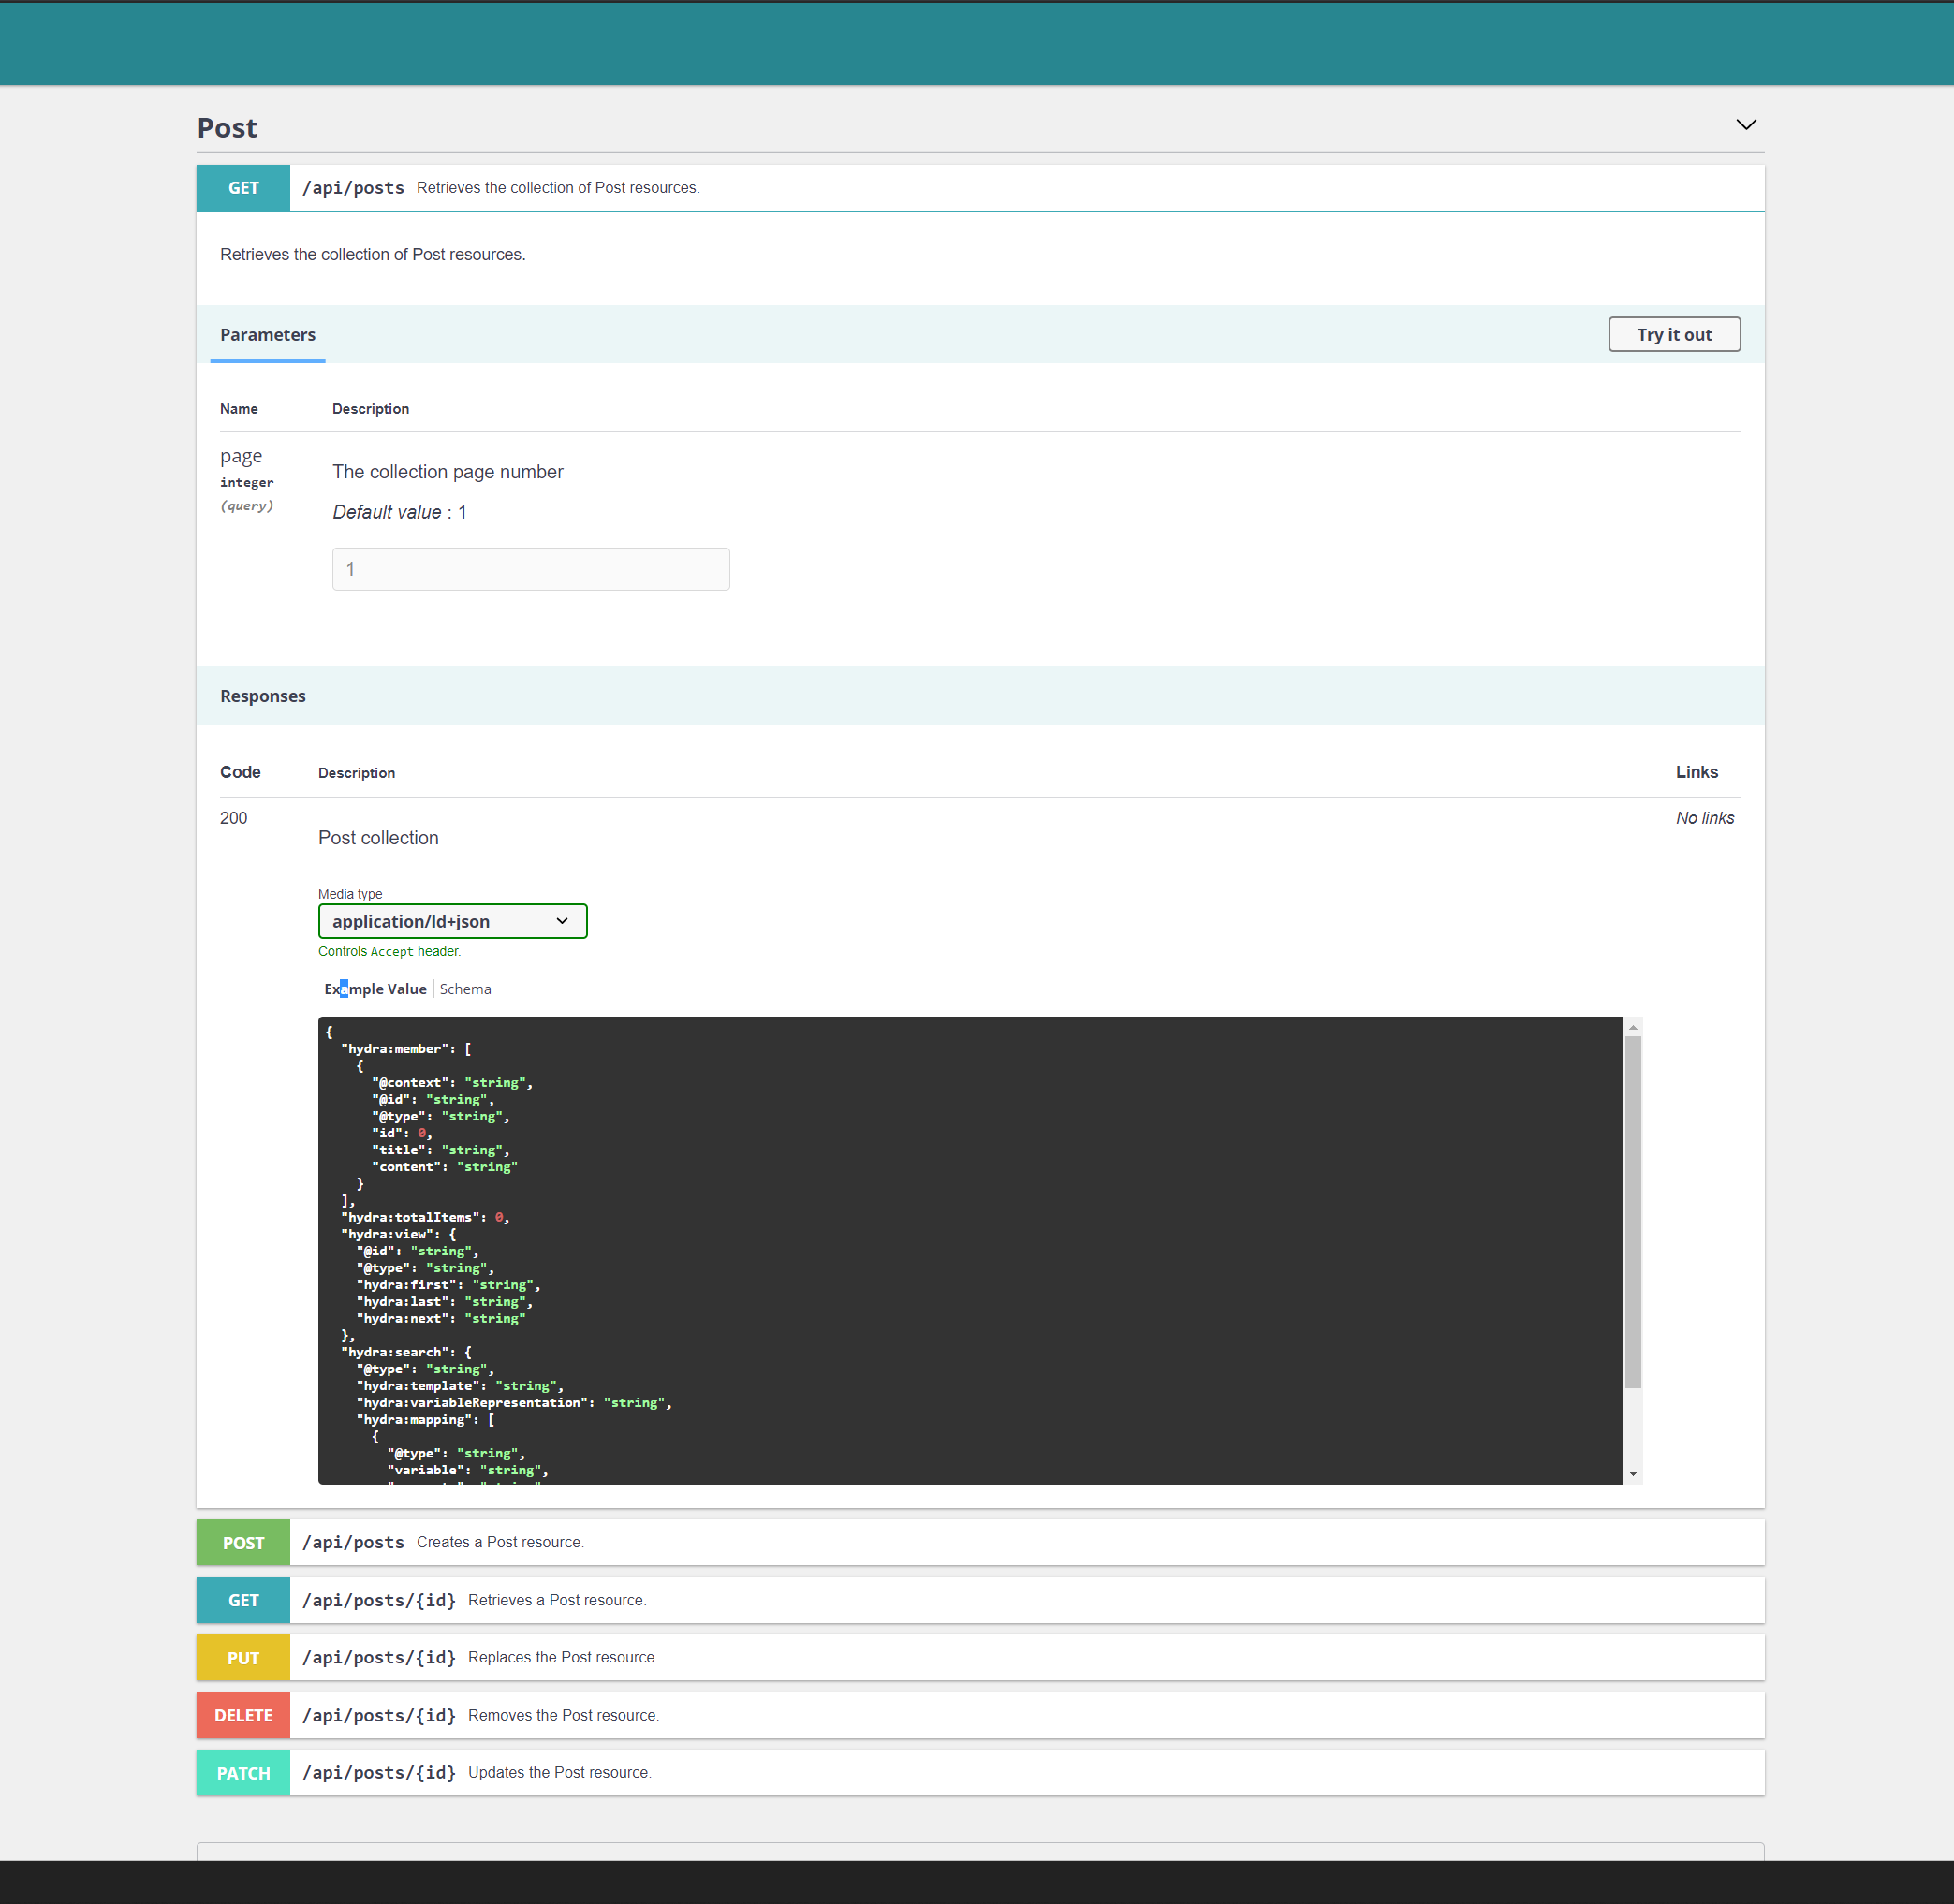 Post
GET /api/posts Retrieves the collection of Post resources.
Retrieves the collection of Post resources.
Parameters Try it out
Name Description
page
integer
(query)
The collection page number
Default value : 1
1
Responses
Code Description Links
200 No links
Post collection
Media type
application/ld+json
Controls Accept header.
Example Value Schema
{
"hydra:member": [
{
"@context": "string",
"@id": "string",
"@type": "string",
"id": 0,
"title": "string",
"content": "string"
}
],
"hydra:totalItems": 0,
"hydra:view": {
"@id": "string",
"@type": "string",
"hydra:first": "string",
"hydra:last": "string",
"hydra:next": "string"
},
"hydra:search": {
"@type": "string",
"hydra:template": "string",
"hydra:variableRepresentation": "string",
"hydra:mapping": [
{
"@type": "string",
"variable": "string",
POST /api/posts Creates a Post resource.
GET /api/posts/{id} Retrieves a Post resource.
PUT /api/posts/{id} Replaces the Post resource.
DELETE /api/posts/{id} Removes the Post resource.
PATCH /api/posts/{id} Updates the Post resource.